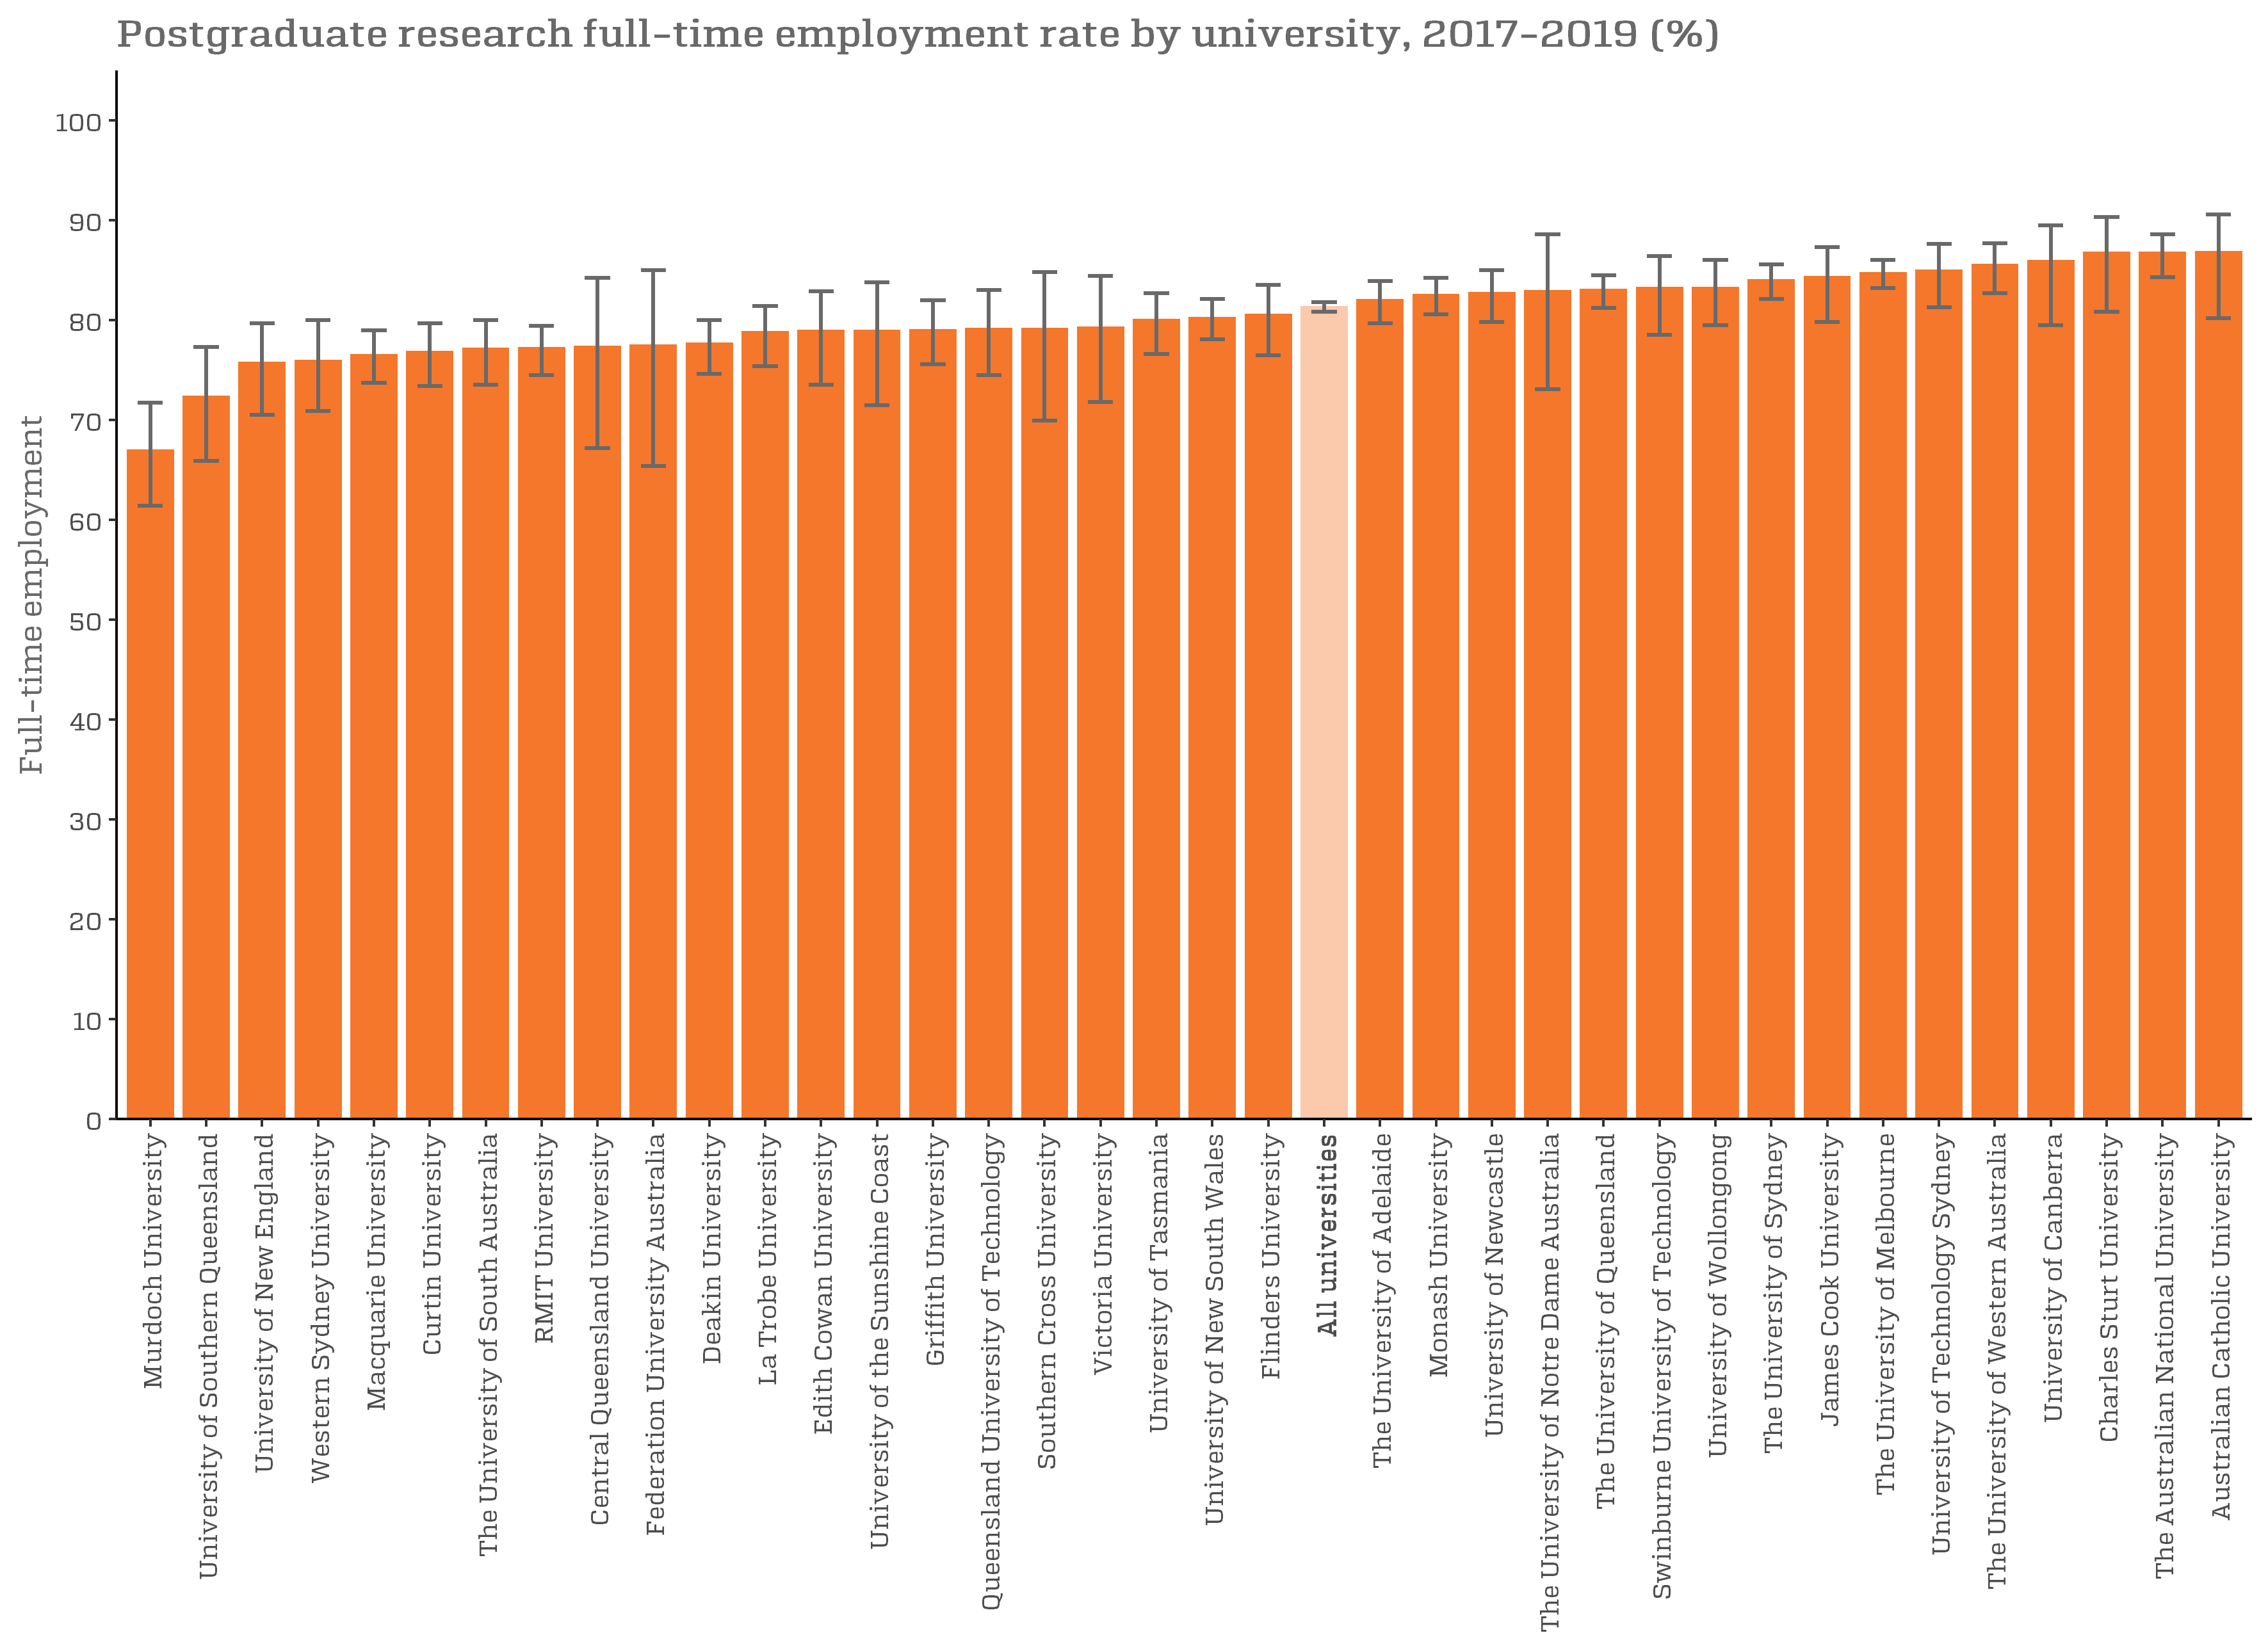 Postgraduate research full-time employment rate by university, 2017-2019 (%)
Full-time employment
100
90
80
70
60
50
40
30
20
10
0
Murdoch University
University of Southern Queensland
University of New England
Western Sydney University
Macquarie University
Curtin University
The University of South Australia
RMIT University
Central Queensland University
Federation University Australia
Deakin University
La Trobe University
Edith Cowan University
University of the Sunshine Coast
Griffith University
Queensland University of Technology
Southern Cross University
Victoria University
University of Tasmania
University of New South Wales
Flinders University
All universities
The University of Adelaide
Monash University
University of Newcastle
The University of Notre Dame Australia
The University of Queensland
Swinburne University of Technology
University of Wollongong
The University of Sydney
James Cook University
The University of Melbourne
University of Technology Sydney
The University of Western Australia
University of Canberra
Charles Sturt University
The Australian National University
Australian Catholic University